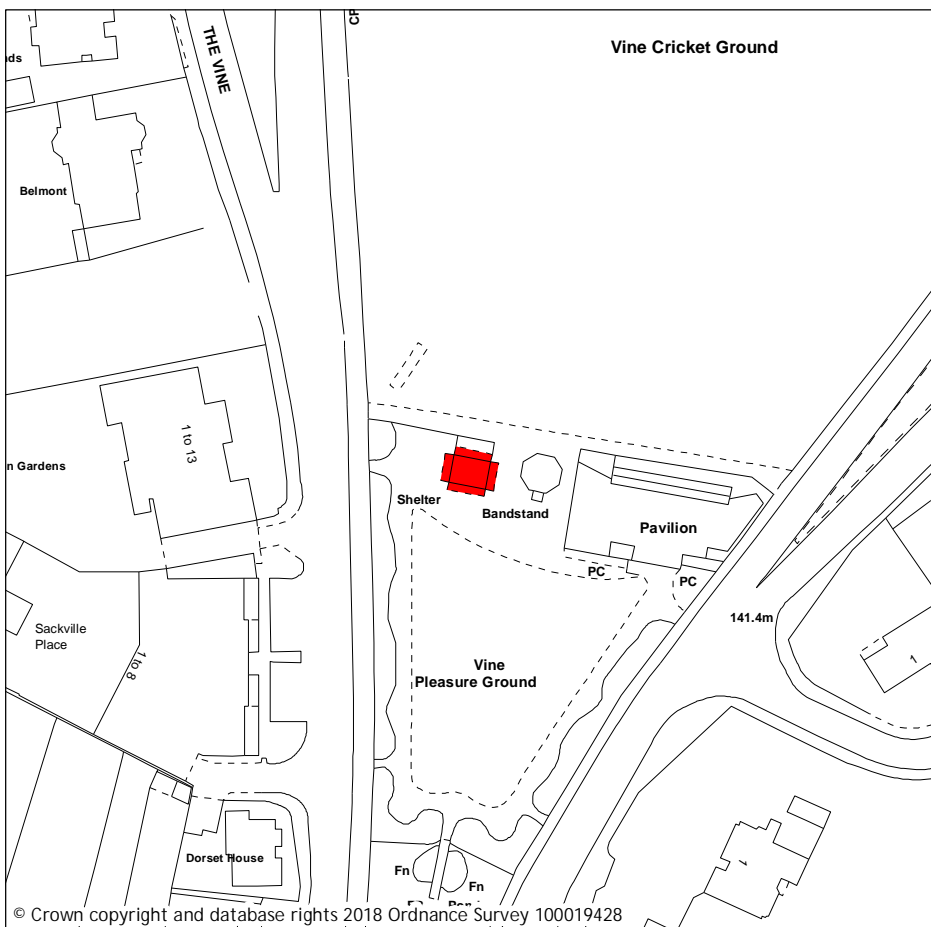 CR
THE VINE
Vine Cricket Ground
nds
Belmont
1 to 13
n Gardens
Shelter
Bandstand
Pavilion
PC
PC
141.4m
Sackville
Place
1 to 8
Vine
Pleasure Ground
1
1
Dorset House
Fn
Fn
© Crown copyright and database rights 2018 Ordnance Survey 100019428